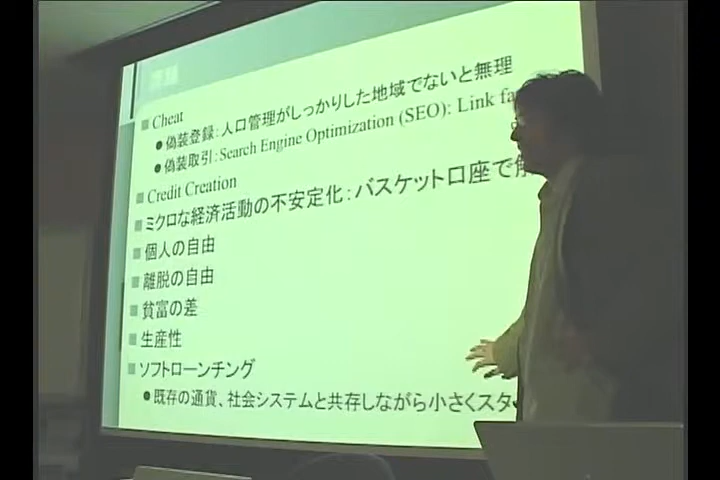 Cheat
偽装登録：人口管理がしっかりした地域でないと無理
偽装取引：Search Engine Optimization (SEO): Link fa
Credit Creation
ミクロな経済活動の不安定化：バスケット口座で
個人の自由
離脱の自由
貧富の差
生産性
ソフトローンチング
既存の通貨、社会システムと共存しながら小さくスタ